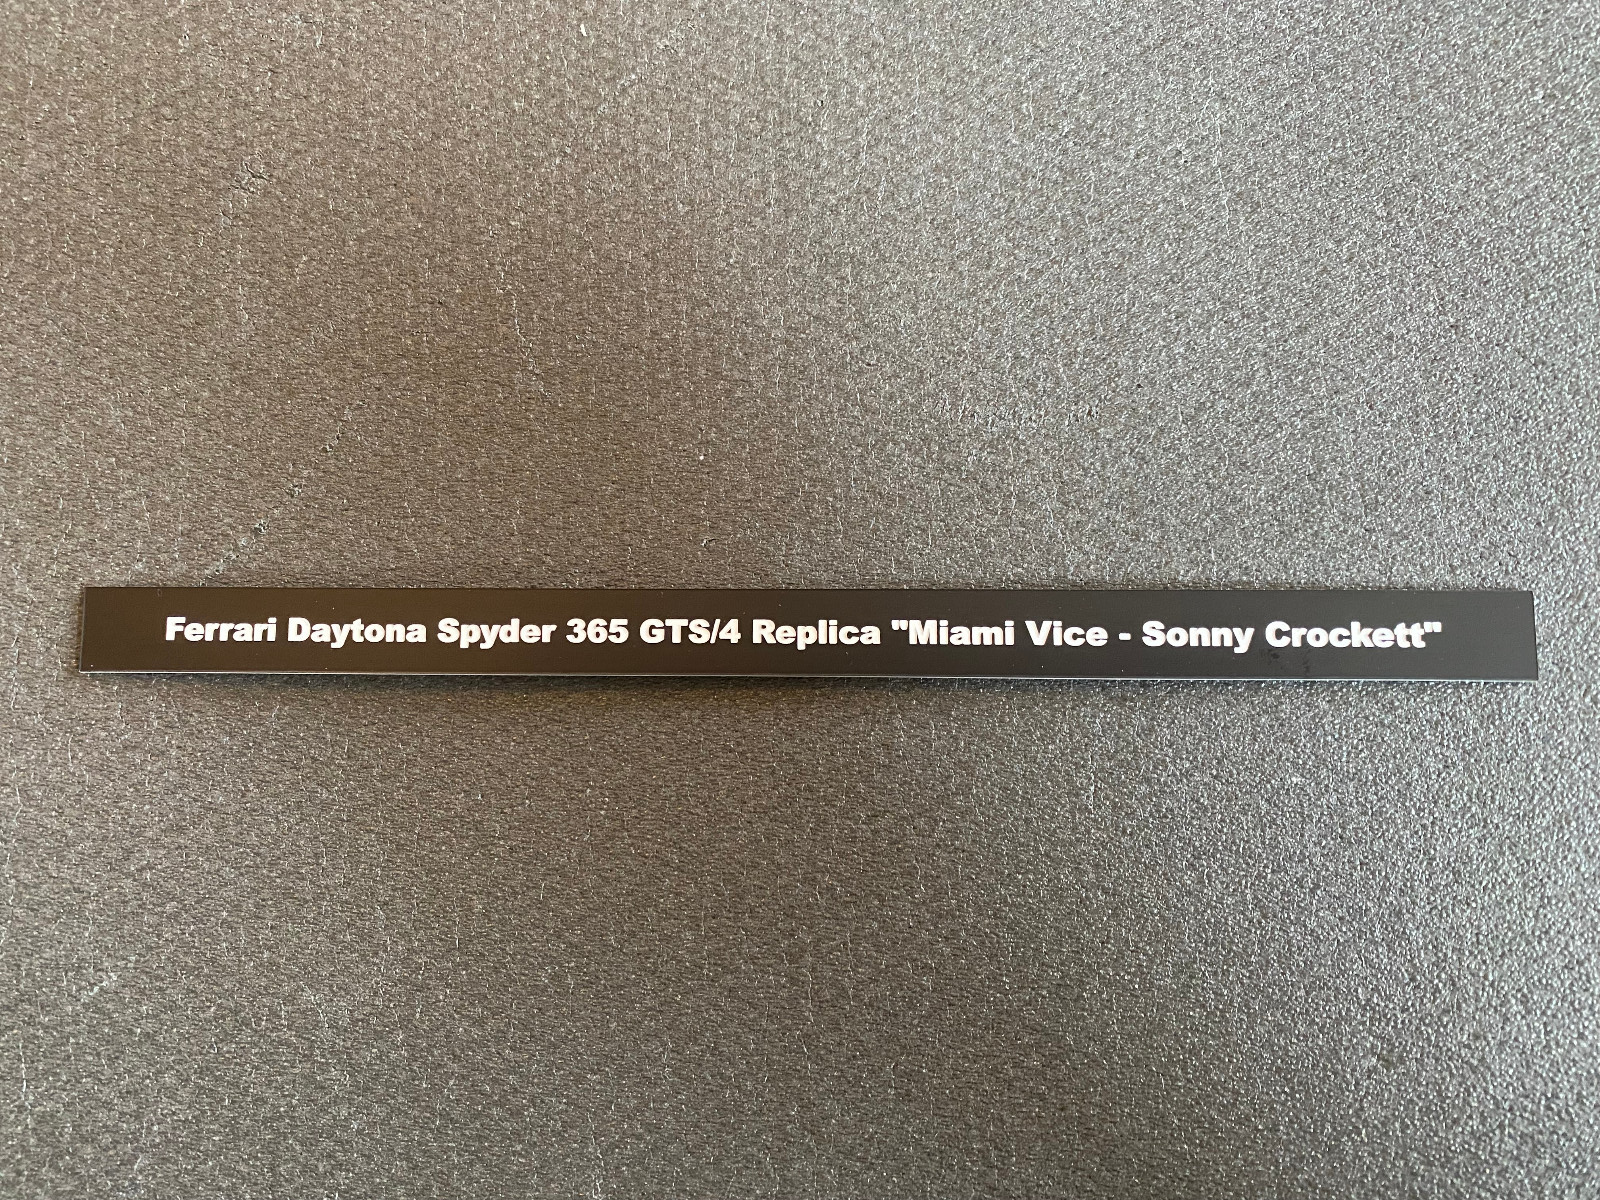 Ferrari Daytona Spyder 365 GTS/4 Replica "Miami Vice - Sonny Crockett"